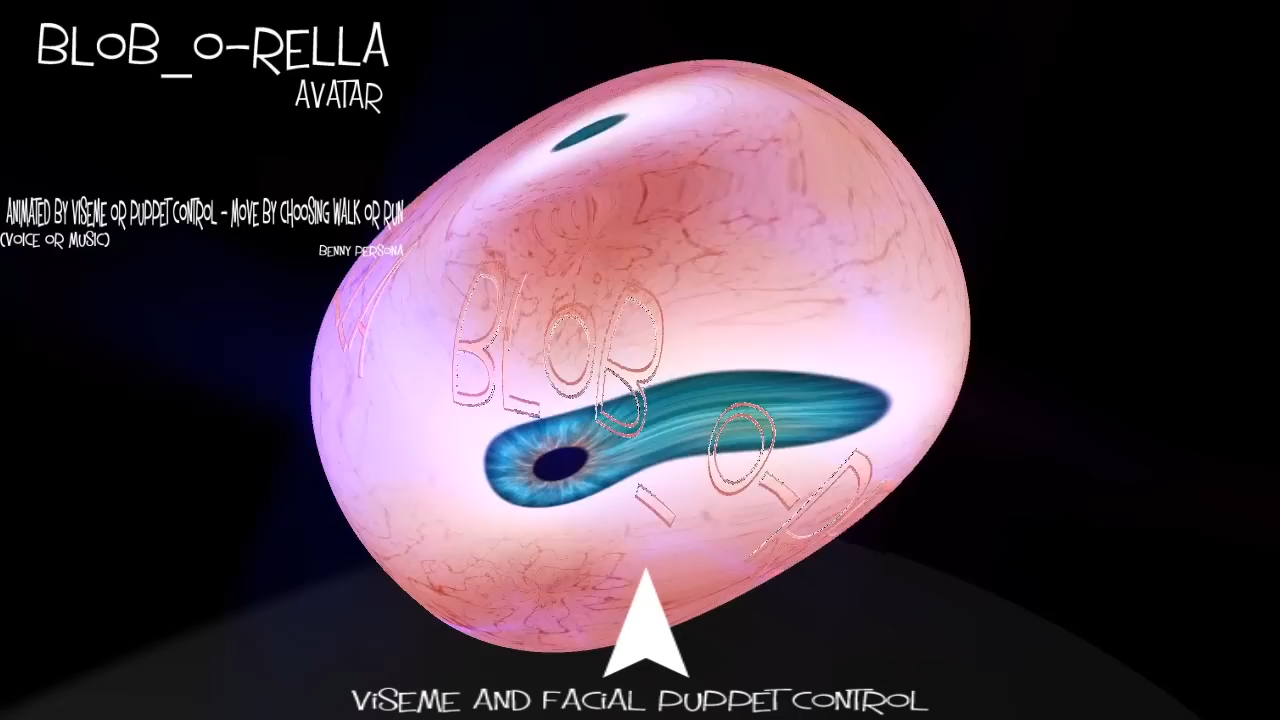 BLOB_O-RELLA
AVATAR
ANIMATED BY VISEME OR PUPPET CONTROL - MOVE BY CHOOSING WALK OR RUN
(VOICE OR MUSIC)
BENNY PERSONA
BLOB
VISEME AND FACIAL PUPPET CONTROL